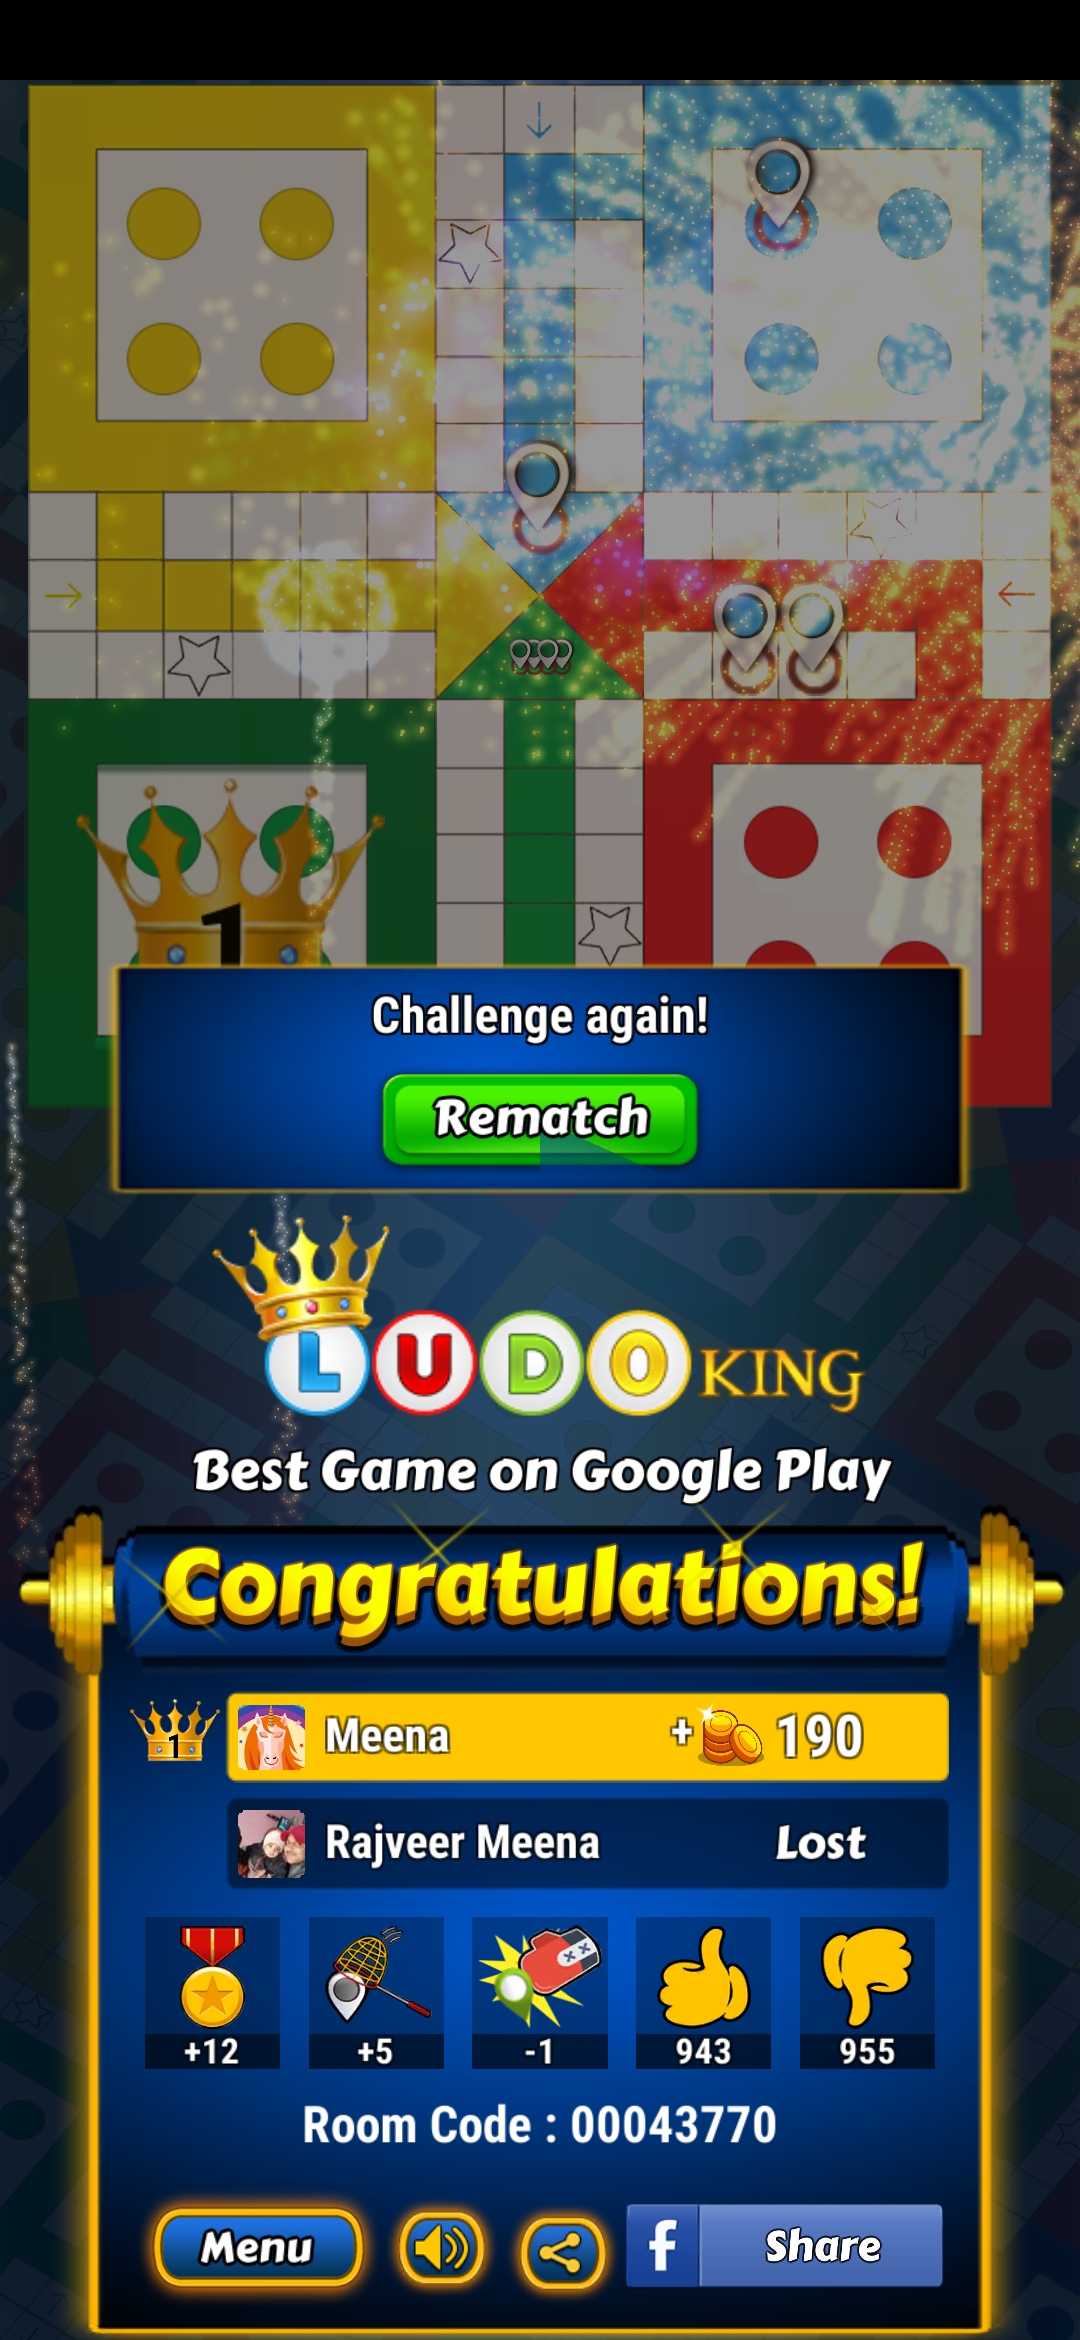 1
Challenge again!
Rematch
LUDO KING
Best Game on Google Play
Congratulations!
1 Meena + 190
Rajveer Meena Lost
+12 +5 -1 943 955
Room Code : 00043770
Menu f Share